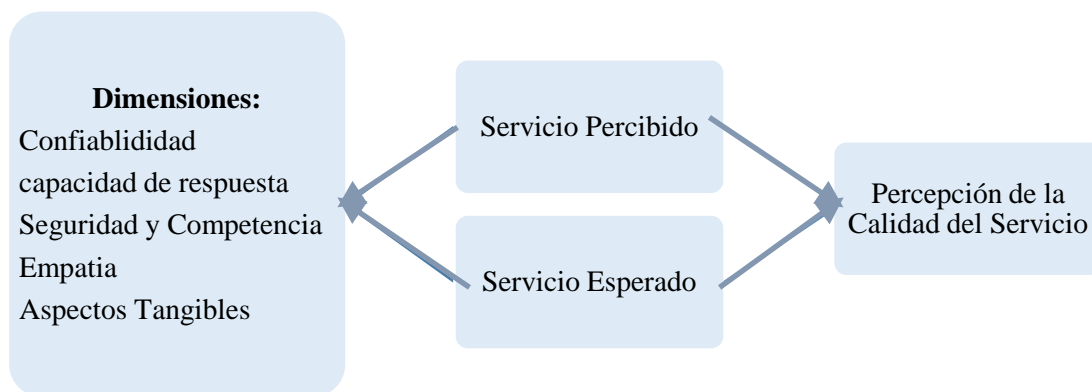 Dimensiones:
Confiablididad
capacidad de respuesta
Seguridad y Competencia
Empatia
Aspectos Tangibles
Servicio Percibido
Servicio Esperado
Percepción de la
Calidad del Servicio